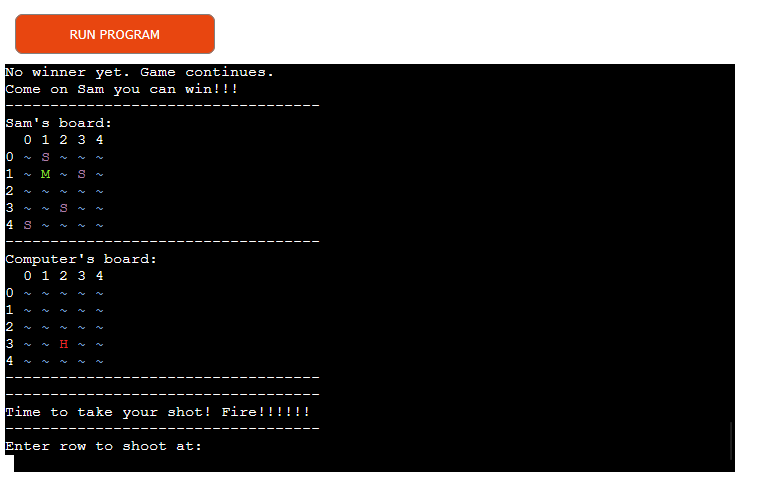 RUN PROGRAM
No winner yet. Game continues.
Come on Sam you can win!!!
-----------------------------------
Sam's board:
  0 1 2 3 4
0 ~ S ~ ~ ~
1 ~ M ~ S ~
2 ~ ~ ~ ~ ~
3 ~ ~ S ~ ~
4 S ~ ~ ~ ~
-----------------------------------
Computer's board:
  0 1 2 3 4
0 ~ ~ ~ ~ ~
1 ~ ~ ~ ~ ~
2 ~ ~ ~ ~ ~
3 ~ ~ H ~ ~
4 ~ ~ ~ ~ ~
-----------------------------------
-----------------------------------
Time to take your shot! Fire!!!!!!
-----------------------------------
Enter row to shoot at: